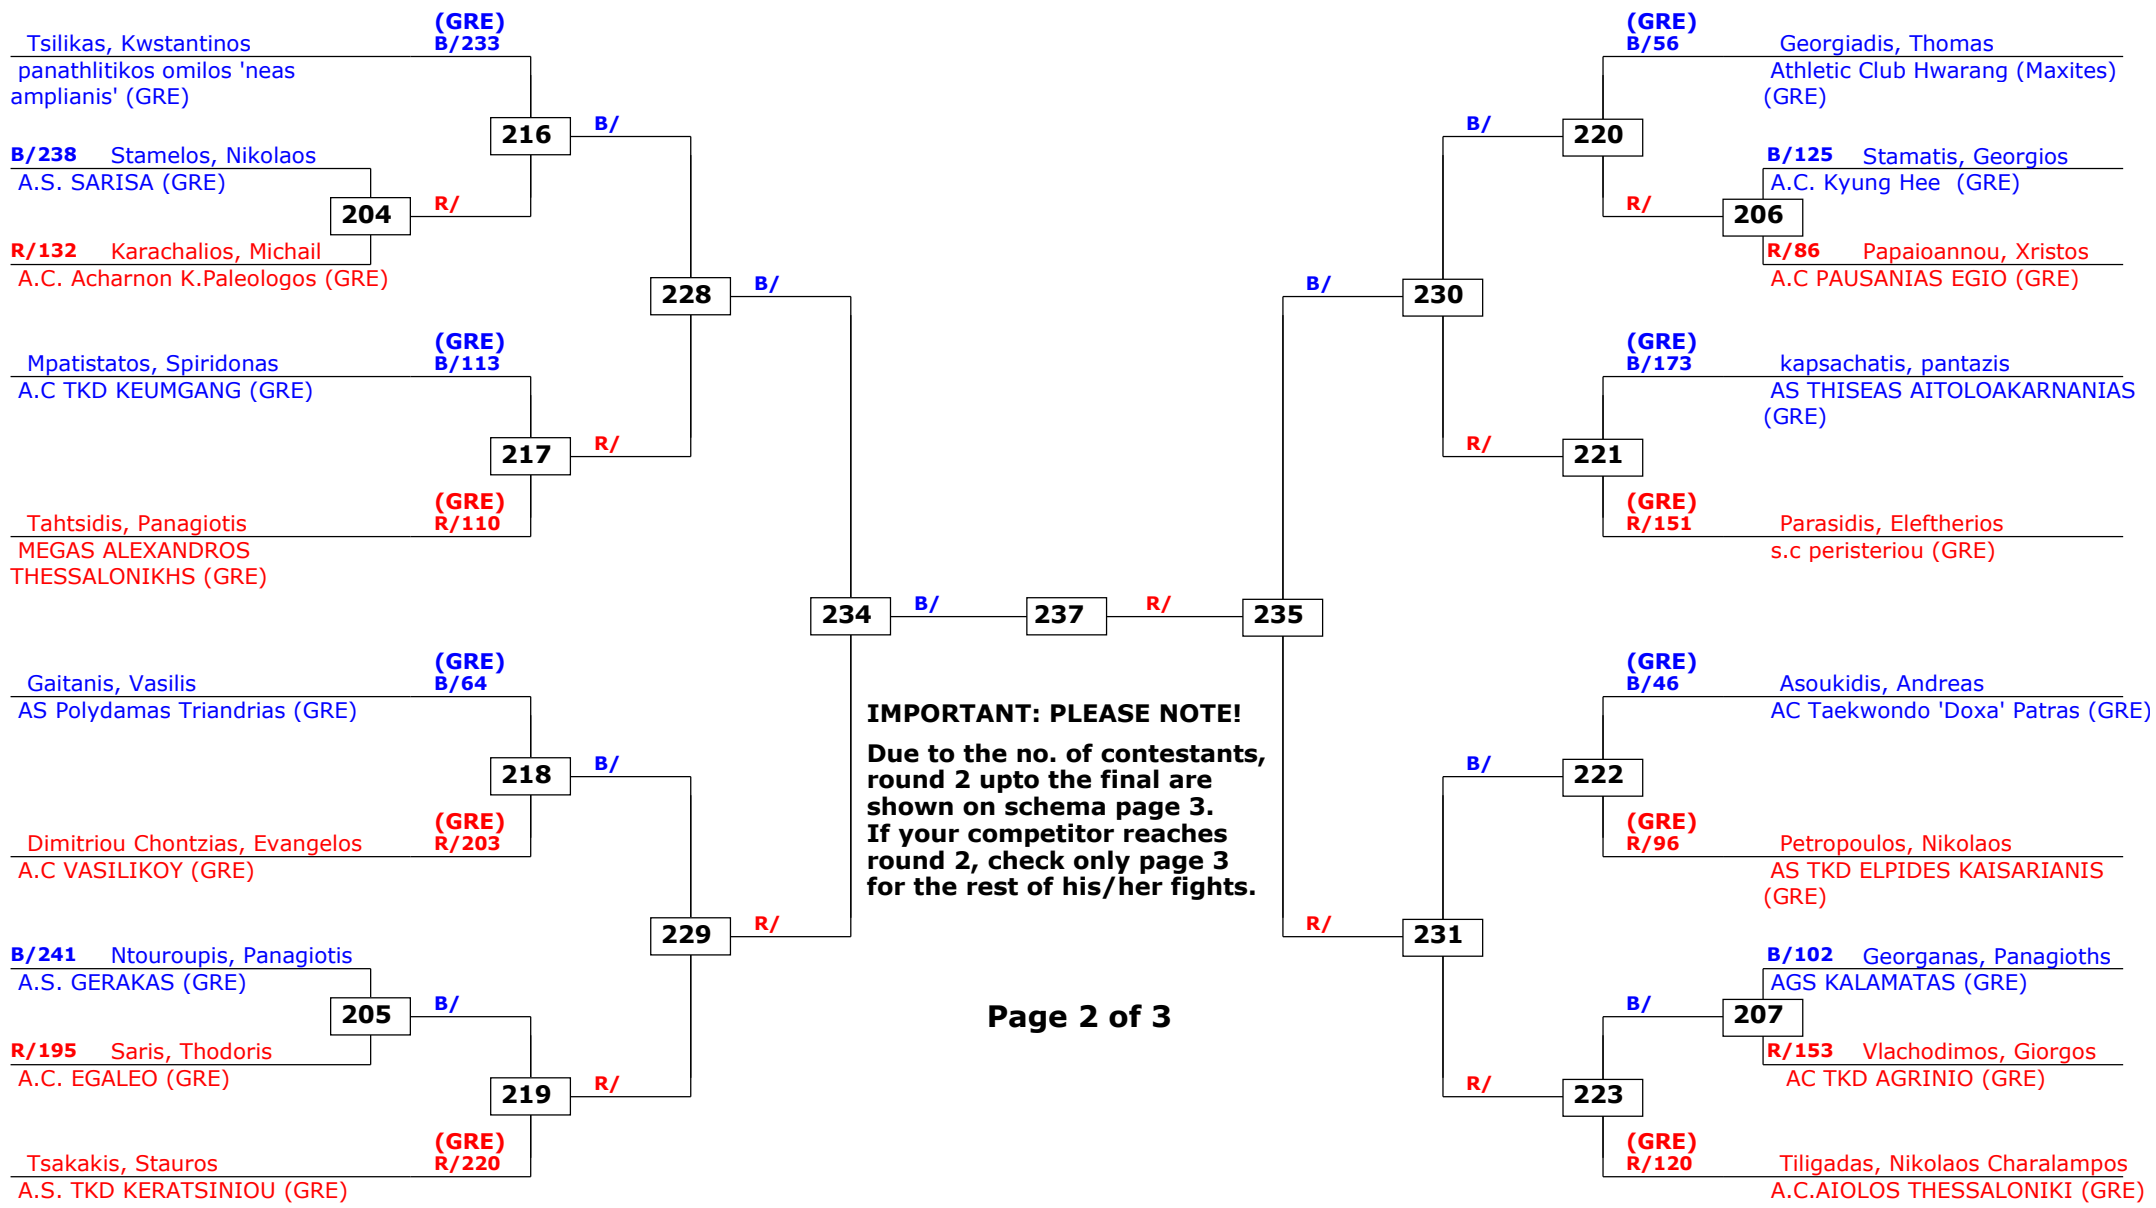 (GRE)
Tsilikas, Kwstantinos B/233
panathlitikos omilos 'neas
amplianis' (GRE)
216 B/
B/238 Stamelos, Nikolaos
A.S. SARISA (GRE)
204 R/
R/132 Karachalios, Michail
A.C. Acharnon K.Paleologos (GRE)
228 B/
(GRE)
Mpatistatos, Spiridonas B/113
A.C TKD KEUMGANG (GRE)
217 R/
(GRE)
Tahtsidis, Panagiotis R/110
MEGAS ALEXANDROS
THESSALONIKHS (GRE)
234 B/ 237 R/ 235
(GRE)
Gaitanis, Vasilis B/64
AS Polydamas Triandrias (GRE)
218 B/
(GRE)
Dimitriou Chontzias, Evangelos R/203
A.C VASILIKOY (GRE)
229 R/
B/241 Ntouroupis, Panagiotis
A.S. GERAKAS (GRE)
205 B/
R/195 Saris, Thodoris
A.C. EGALEO (GRE)
219 R/
(GRE)
Tsakakis, Stauros R/220
A.S. TKD KERATSINIOU (GRE)
IMPORTANT: PLEASE NOTE!
Due to the no. of contestants,
round 2 upto the final are
shown on schema page 3.
If your competitor reaches
round 2, check only page 3
for the rest of his/her fights.
Page 2 of 3
(GRE)
B/56 Georgiadis, Thomas
Athletic Club Hwarang (Maxites)
(GRE)
B/ 220
B/125 Stamatis, Georgios
A.C. Kyung Hee  (GRE)
R/ 206
R/86 Papaioannou, Xristos
A.C PAUSANIAS EGIO (GRE)
B/ 230
(GRE)
B/173 kapsachatis, pantazis
AS THISEAS AITOLOAKARNANIAS
(GRE)
R/ 221
(GRE)
R/151 Parasidis, Eleftherios
s.c peristeriou (GRE)
(GRE)
B/46 Asoukidis, Andreas
AC Taekwondo 'Doxa' Patras (GRE)
B/ 222
(GRE)
R/96 Petropoulos, Nikolaos
AS TKD ELPIDES KAISARIANIS
(GRE)
R/ 231
B/102 Georganas, Panagioths
AGS KALAMATAS (GRE)
B/ 207
R/153 Vlachodimos, Giorgos
AC TKD AGRINIO (GRE)
R/ 223
(GRE)
R/120 Tiligadas, Nikolaos Charalampos
A.C.AIOLOS THESSALONIKI (GRE)